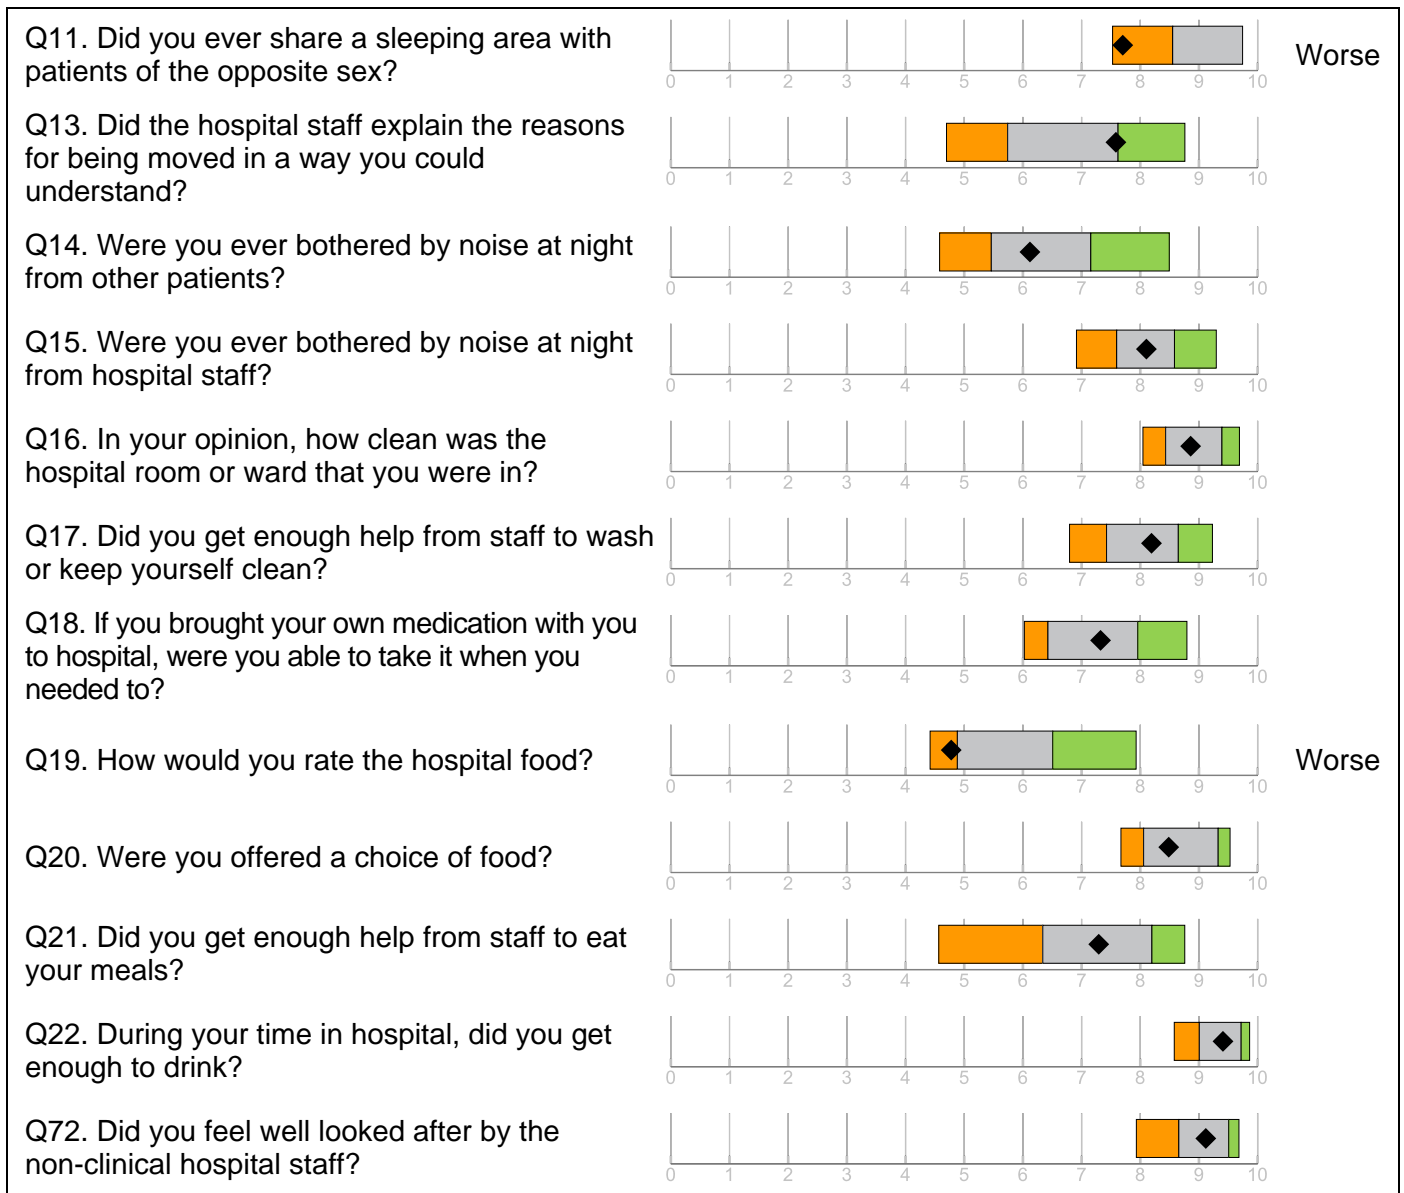 Q11. Did you ever share a sleeping area with
patients of the opposite sex?
Worse
0 1 2 3 4 5 6 7 8 9 10
Q13. Did the hospital staff explain the reasons
for being moved in a way you could
understand?
0 1 2 3 4 5 6 7 8 9 10
Q14. Were you ever bothered by noise at night
from other patients?
0 1 2 3 4 5 6 7 8 9 10
Q15. Were you ever bothered by noise at night
from hospital staff?
0 1 2 3 4 5 6 7 8 9 10
Q16. In your opinion, how clean was the
hospital room or ward that you were in?
0 1 2 3 4 5 6 7 8 9 10
Q17. Did you get enough help from staff to wash
or keep yourself clean?
0 1 2 3 4 5 6 7 8 9 10
Q18. If you brought your own medication with you
to hospital, were you able to take it when you
needed to?
0 1 2 3 4 5 6 7 8 9 10
Q19. How would you rate the hospital food?
Worse
0 1 2 3 4 5 6 7 8 9 10
Q20. Were you offered a choice of food?
0 1 2 3 4 5 6 7 8 9 10
Q21. Did you get enough help from staff to eat
your meals?
0 1 2 3 4 5 6 7 8 9 10
Q22. During your time in hospital, did you get
enough to drink?
0 1 2 3 4 5 6 7 8 9 10
Q72. Did you feel well looked after by the
non-clinical hospital staff?
0 1 2 3 4 5 6 7 8 9 10